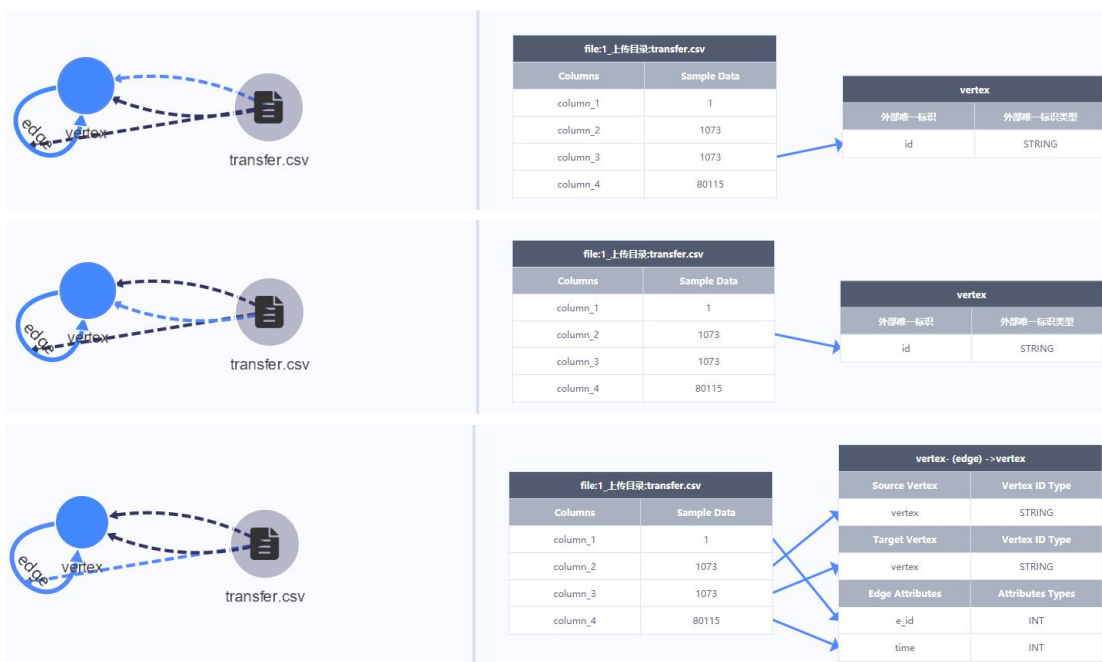 edge
vertex
transfer.csv
file:1_上传目录:transfer.csv
Columns Sample Data
column_1 1
column_2 1073
column_3 1073
column_4 80115
vertex
外部唯一标识 外部唯一标识类型
id STRING
edge
vertex
transfer.csv
file:1_上传目录:transfer.csv
Columns Sample Data
column_1 1
column_2 1073
column_3 1073
column_4 80115
vertex
外部唯一标识 外部唯一标识类型
id STRING
edge
vertex
transfer.csv
file:1_上传目录:transfer.csv
Columns Sample Data
column_1 1
column_2 1073
column_3 1073
column_4 80115
vertex- (edge) ->vertex
Source Vertex Vertex ID Type
vertex STRING
Target Vertex Vertex ID Type
vertex STRING
Edge Attributes Attributes Types
e_id INT
time INT